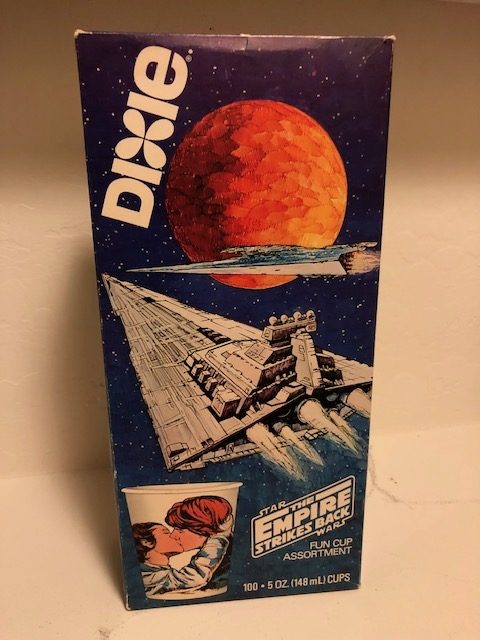 DIXIE®
STAR THE
EMPIRE
STRIKES BACK
WARS
FUN CUP
ASSORTMENT
100 • 5 OZ. (148 mL) CUPS